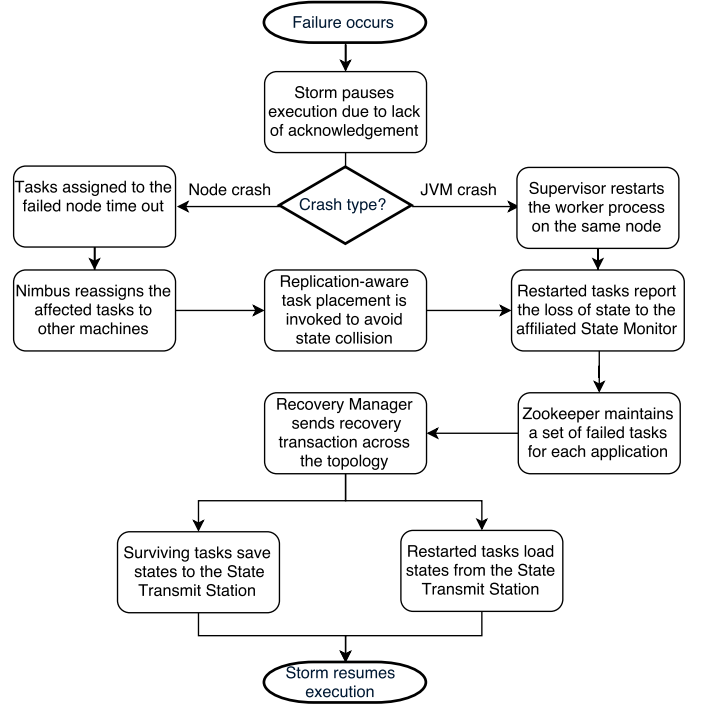 Failure occurs
Storm pauses
execution due to lack
of acknowledgement
Crash type?
Node crash
JVM crash
Tasks assigned to the
failed node time out
Supervisor restarts
the worker process
on the same node
Nimbus reassigns the
affected tasks to
other machines
Replication-aware
task placement is
invoked to avoid
state collision
Restarted tasks report
the loss of state to the
affiliated State Monitor
Zookeeper maintains
a set of failed tasks
for each application
Recovery Manager
sends recovery
transaction across
the topology
Surviving tasks save
states to the State
Transmit Station
Restarted tasks load
states from the State
Transmit Station
Storm resumes
execution